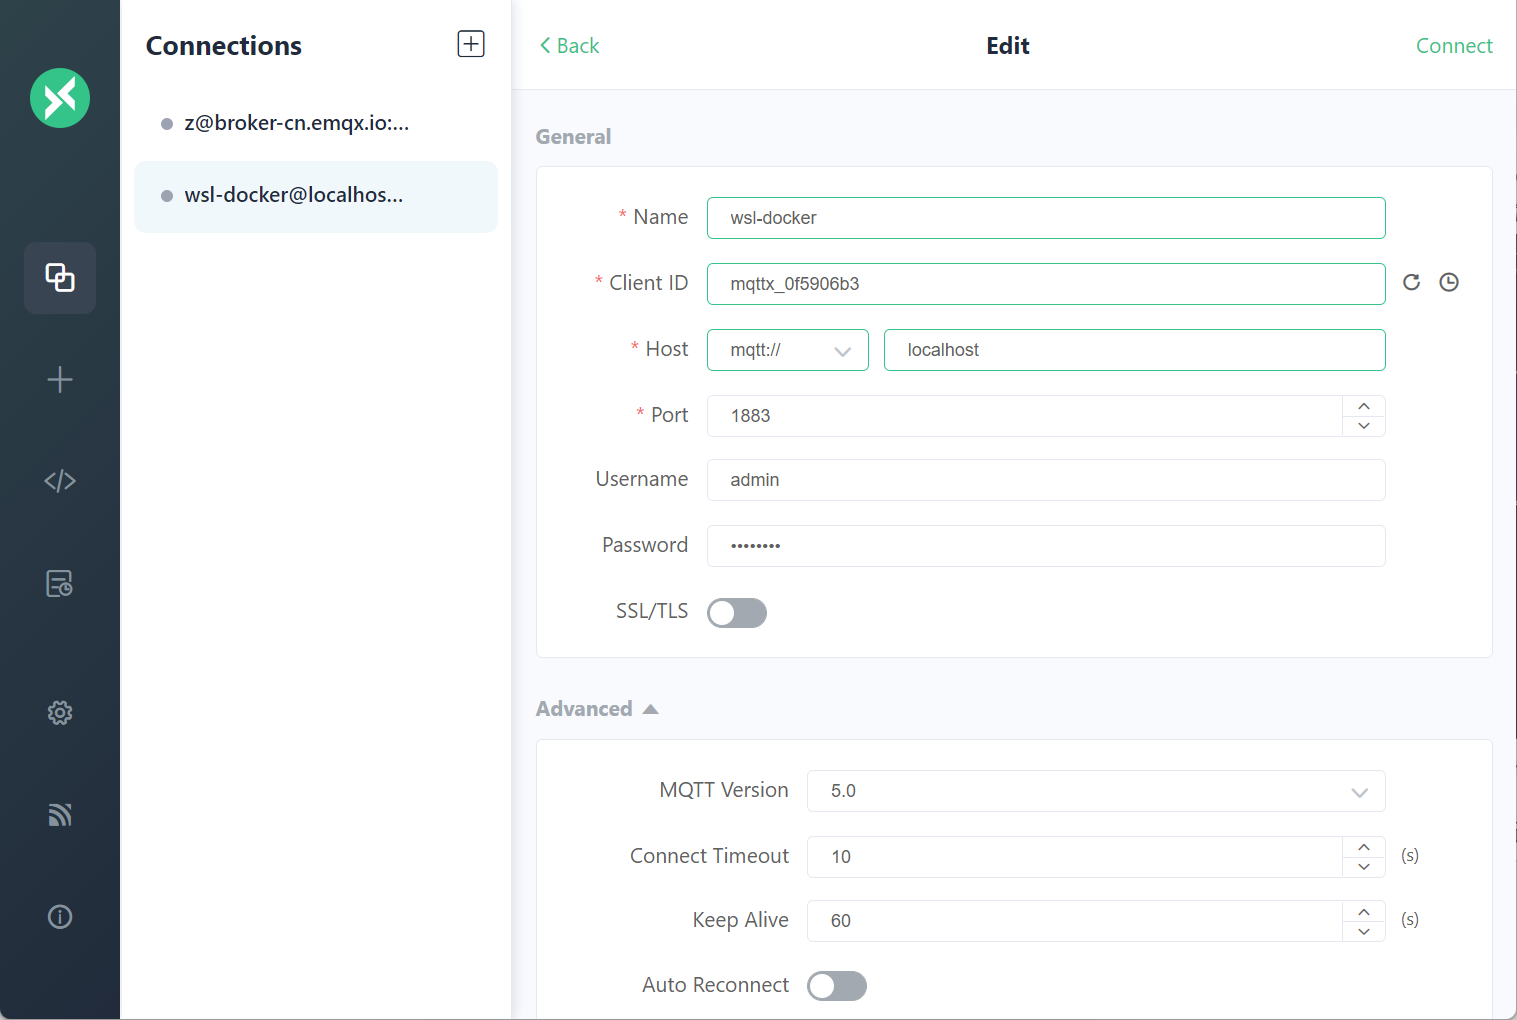 Connections
z@broker-cn.emqx.io:...
wsl-docker@localhos...
Back
Edit
Connect
General
* Name wsl-docker
* Client ID mqttx_0f5906b3
* Host mqtt:// localhost
* Port 1883
Username admin
Password ••••••••
SSL/TLS
Advanced
MQTT Version 5.0
Connect Timeout 10 (s)
Keep Alive 60 (s)
Auto Reconnect